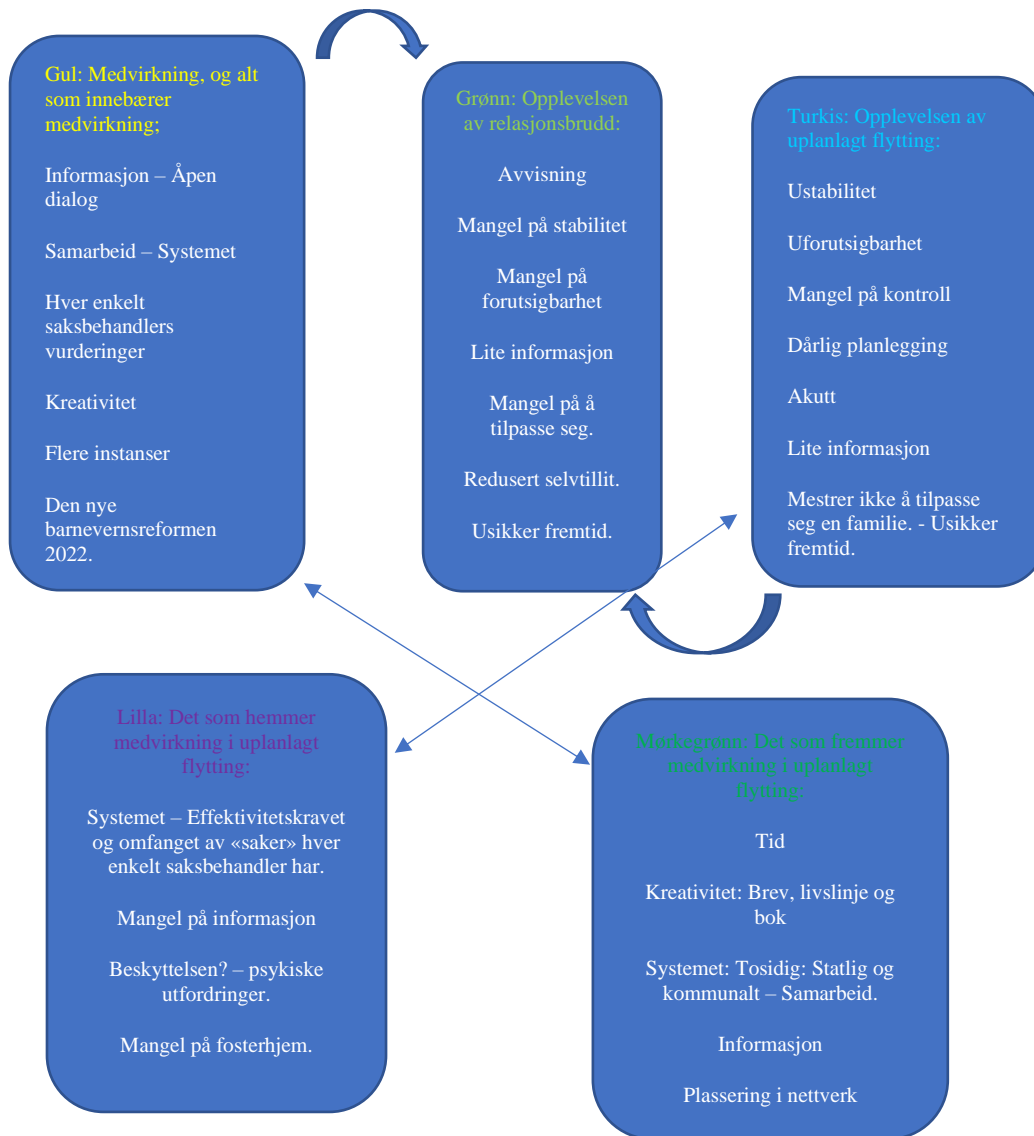 Gul: Medvirkning, og alt
som innebærer
medvirkning;
Informasjon – Åpen
dialog
Samarbeid – Systemet
Hver enkelt
saksbehandlers
vurderinger
Kreativitet
Flere instanser
Den nye
barnevernsreformen
2022.
Grønn: Opplevelsen
av relasjonsbrudd:
Avvisning
Mangel på stabilitet
Mangel på
forutsigbarhet
Lite informasjon
Mangel på å
tilpasse seg.
Redusert selvtillit.
Usikker fremtid.
Turkis: Opplevelsen av
uplanlagt flytting:
Ustabilitet
Uforutsigbarhet
Mangel på kontroll
Dårlig planlegging
Akutt
Lite informasjon
Mestrer ikke å tilpasse
seg en familie. - Usikker
fremtid.
Lilla: Det som hemmer
medvirkning i uplanlagt
flytting:
Systemet – Effektivitetskravet
og omfanget av «saker» hver
enkelt saksbehandler har.
Mangel på informasjon
Beskyttelsen? – psykiske
utfordringer.
Mangel på fosterhjem.
Mørkegrønn: Det som fremmer
medvirkning i uplanlagt
flytting:
Tid
Kreativitet: Brev, livslinje og
bok
Systemet: Tosidig: Statlig og
kommunalt – Samarbeid.
Informasjon
Plassering i nettverk